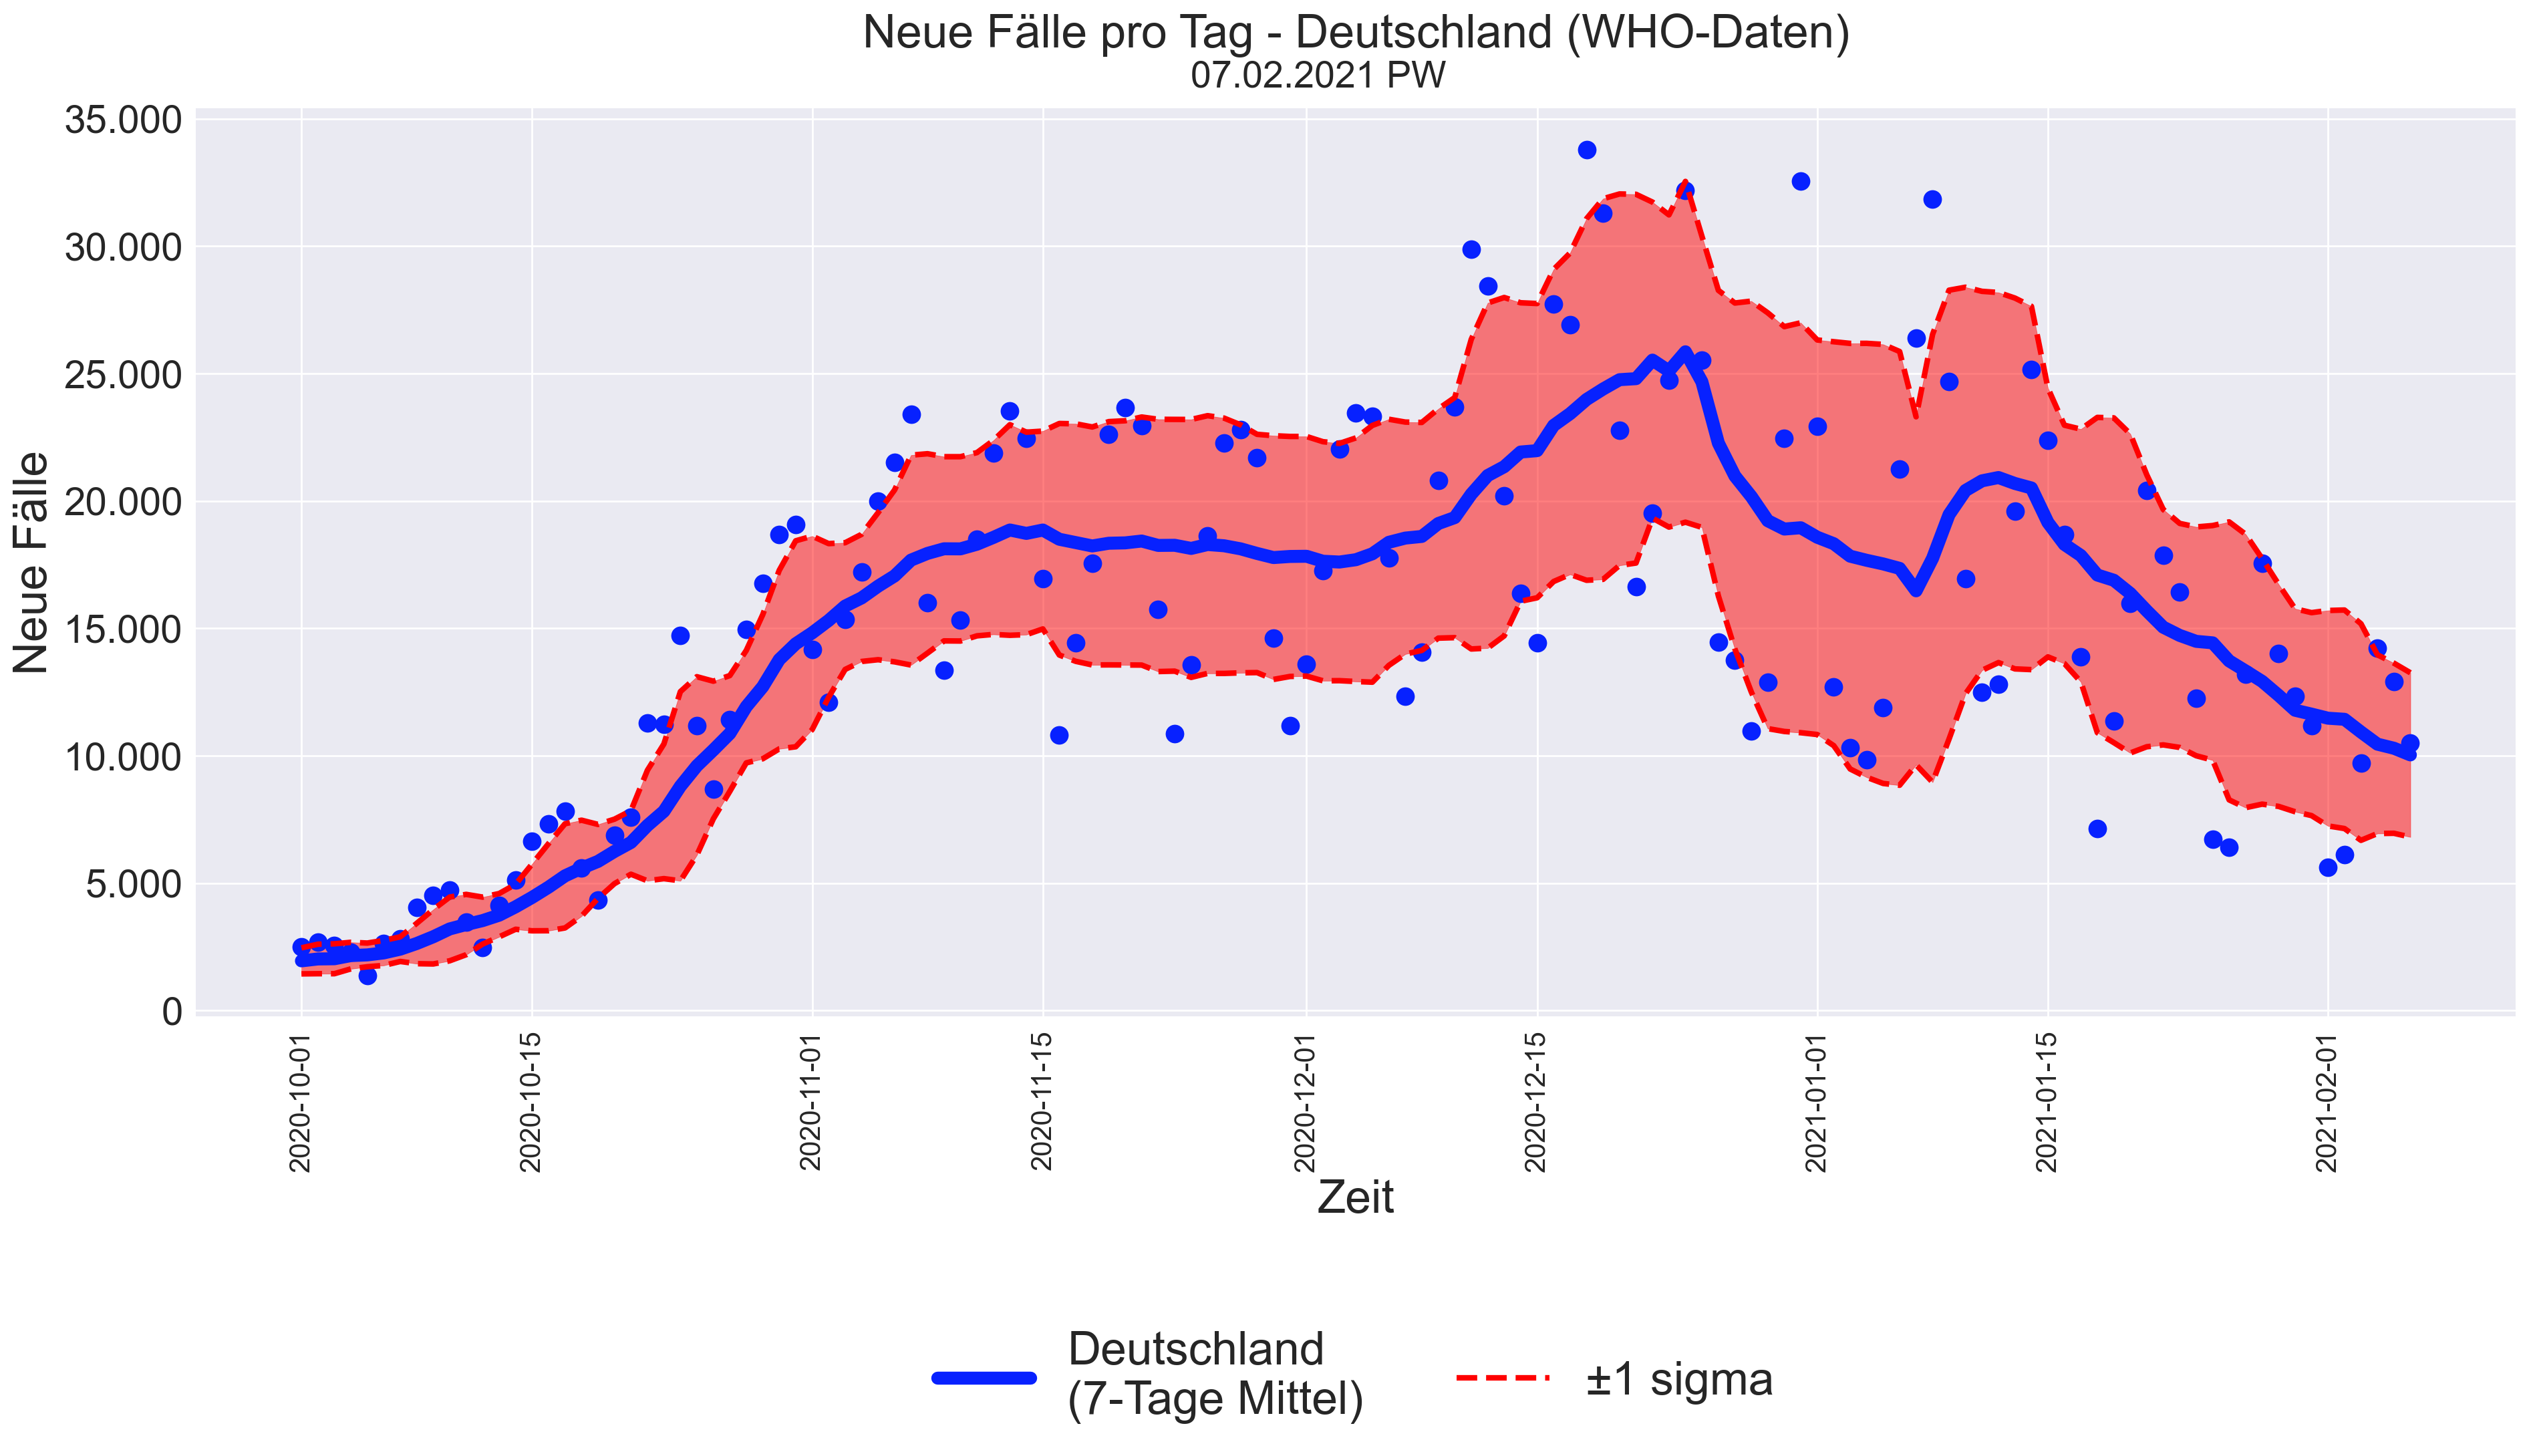 Neue Fälle pro Tag - Deutschland (WHO-Daten)
07.02.2021 PW
35.000
30.000
25.000
20.000
15.000
10.000
5.000
0
Neue Fälle
2020-10-01
2020-10-15
2020-11-01
2020-11-15
2020-12-01
2020-12-15
2021-01-01
2021-01-15
2021-02-01
Zeit
Deutschland
(7-Tage Mittel)
±1 sigma